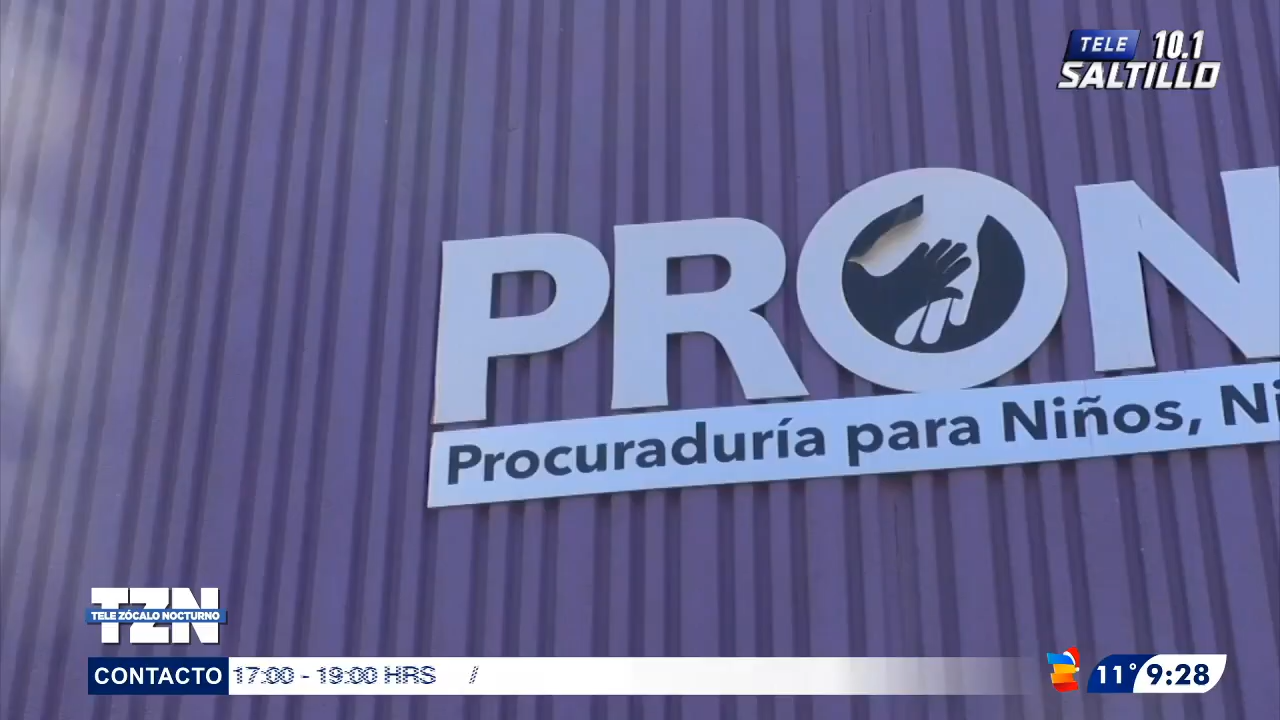 TELE 10.1
SALTILLO
PRON
Procuraduría para Niños, Ni
TZN
TELE ZÓCALO NOCTURNO
CONTACTO 17:00 - 19:00 HRS /
11° 9:28